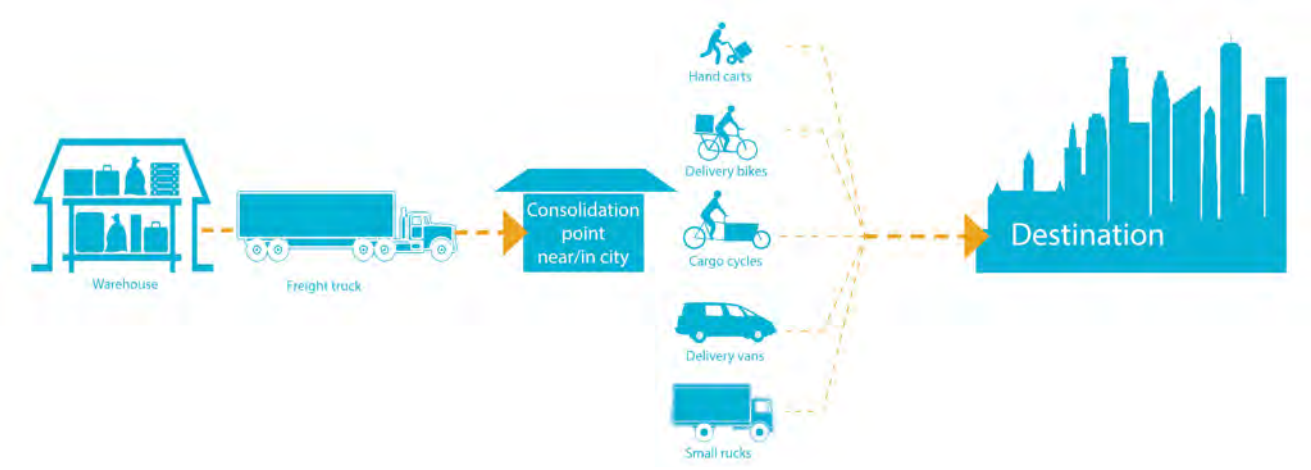 Warehouse
Freight truck
Consolidation
point
near/in city
Hand carts
Delivery bikes
Cargo cycles
Delivery vans
Small rucks
Destination